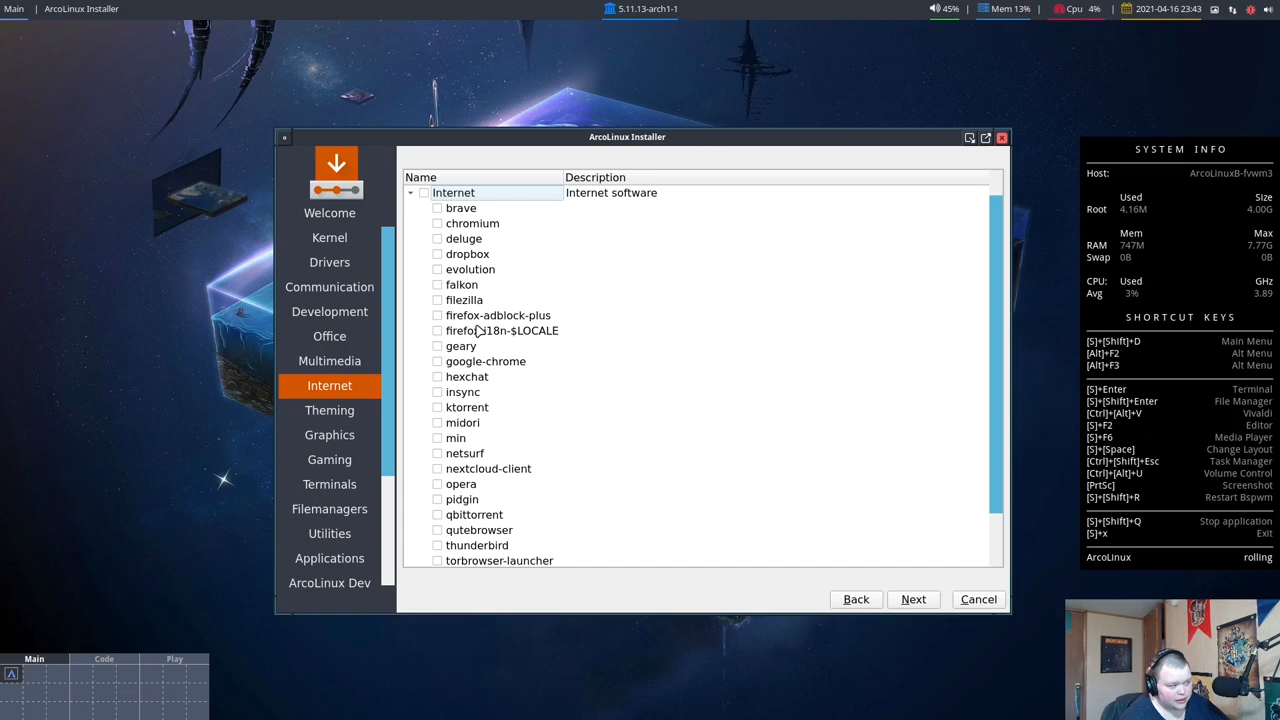 Main | ArcoLinux Installer
5.11.13-arch1-1
45% | Mem 13% | Cpu 4% | 2021-04-16 23:43
ArcoLinux Installer
Welcome
Kernel
Drivers
Communication
Development
Office
Multimedia
Internet
Theming
Graphics
Gaming
Terminals
Filemanagers
Utilities
Applications
ArcoLinux Dev
Name Description
Internet Internet software
brave
chromium
deluge
dropbox
evolution
falkon
filezilla
firefox-adblock-plus
firefox-i18n-$LOCALE
geary
google-chrome
hexchat
insync
ktorrent
midori
min
netsurf
nextcloud-client
opera
pidgin
qbittorrent
qutebrowser
thunderbird
torbrowser-launcher
Back Next Cancel
SYSTEM INFO
Host: ArcoLinuxB-fvwm3
Used Size
Root 4.16M 4.00G
Mem Max
RAM 747M 7.77G
Swap 0B 0B
CPU: Used GHz
Avg 3% 3.89
SHORTCUT KEYS
[S]+[Shift]+D Main Menu
[Alt]+F2 Alt Menu
[Alt]+F3 Alt Menu
[S]+Enter Terminal
[S]+[Shift]+Enter File Manager
[Ctrl]+[Alt]+V Vivaldi
[S]+F2 Editor
[S]+F6 Media Player
[S]+[Space] Change Layout
[Ctrl]+[Shift]+Esc Task Manager
[Ctrl]+[Alt]+U Volume Control
[PrtSc] Screenshot
[S]+[Shift]+R Restart Bspwm
[S]+[Shift]+Q Stop application
[S]+x Exit
ArcoLinux rolling
Main Code Play